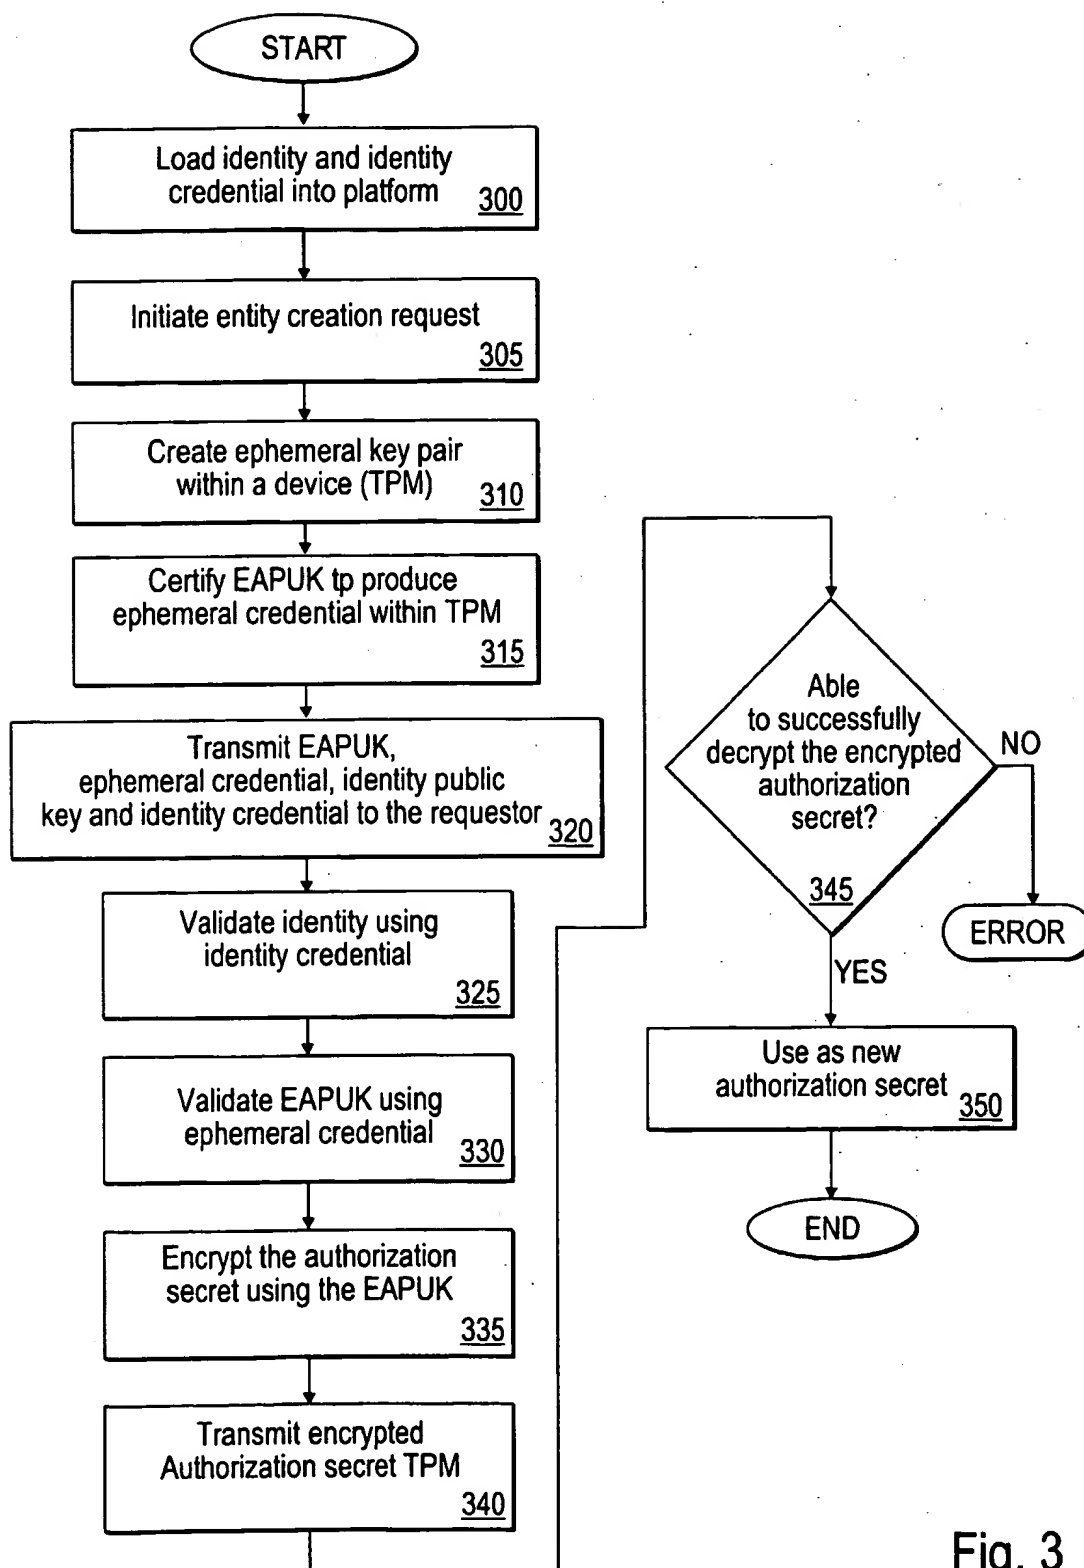 START
Load identity and identity
credential into platform
300
Initiate entity creation request
305
Create ephemeral key pair
within a device (TPM)
310
Certify EAPUK tp produce
ephemeral credential within TPM
315
Transmit EAPUK,
ephemeral credential, identity public
key and identity credential to the requestor
320
Validate identity using
identity credential
325
Validate EAPUK using
ephemeral credential
330
Encrypt the authorization
secret using the EAPUK
335
Transmit encrypted
Authorization secret TPM
340
Able
to successfully
decrypt the encrypted
authorization
secret?
345
NO
ERROR
YES
Use as new
authorization secret
350
END
Fig. 3